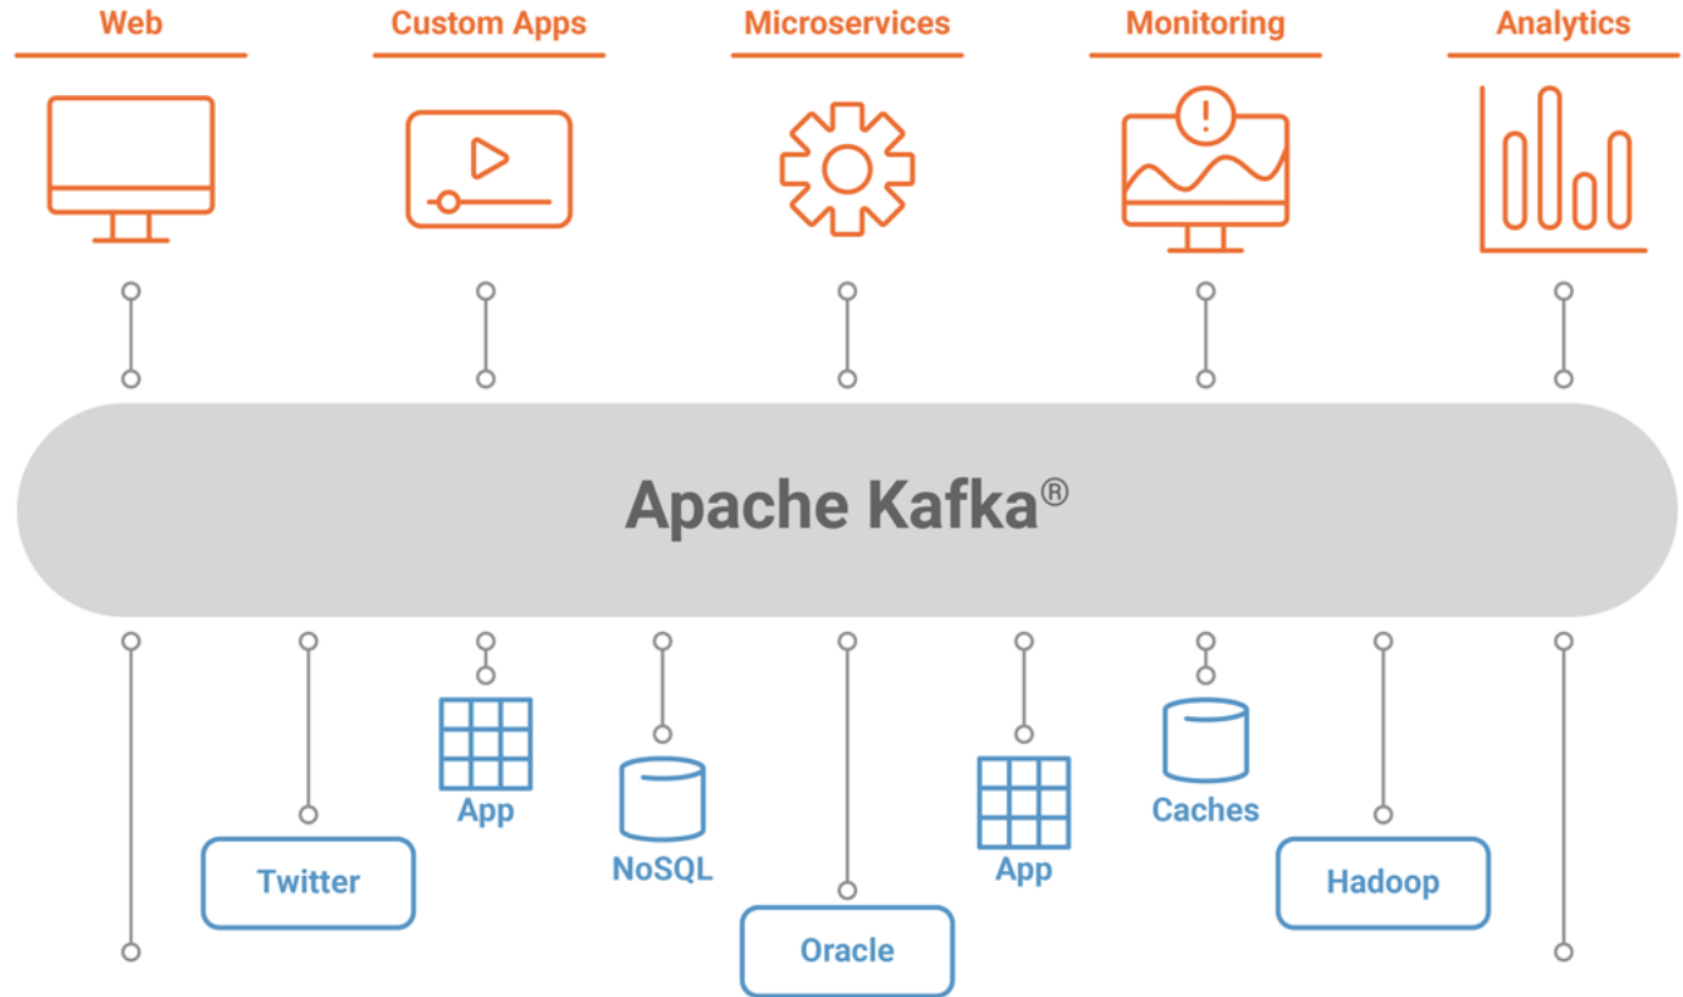 Web
Custom Apps
Microservices
Monitoring
Analytics
!
Apache Kafka®
App
Caches
NoSQL
App
Twitter
Hadoop
Oracle